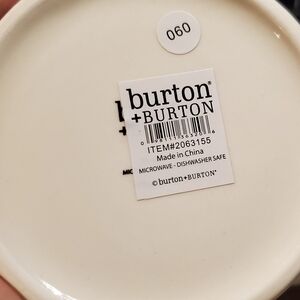 060
burton®
+BURTON
ITEM#2063155
Made in China
MICROWAVE - DISHWASHER SAFE
© burton+BURTON®